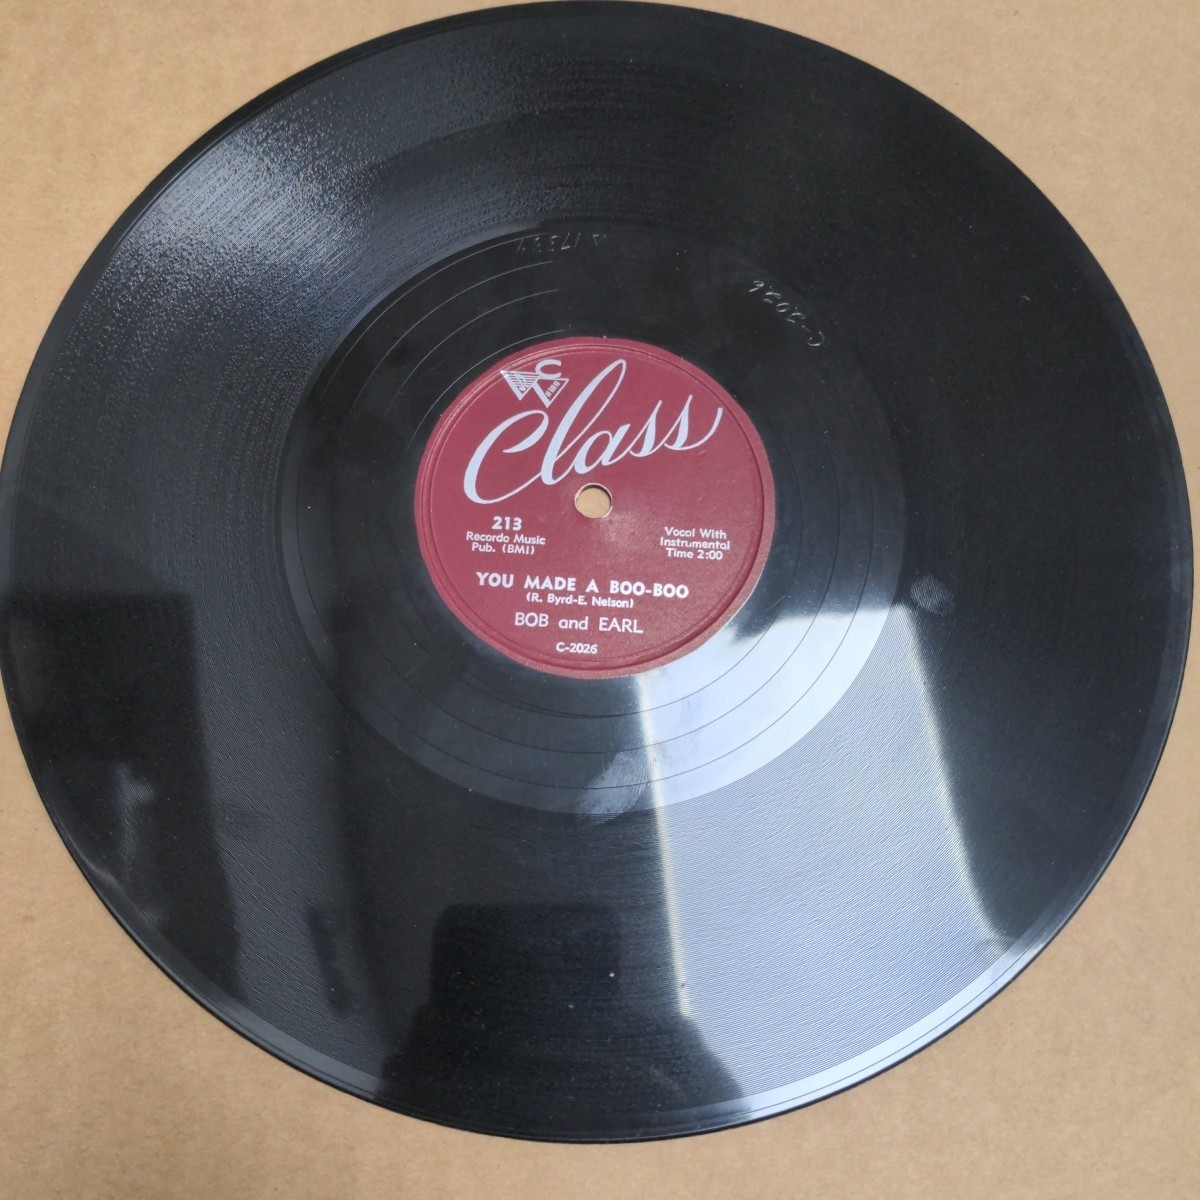 Class
213
Recordo Music
Pub. (BMI)
Vocal With
Instrumental
Time 2:00
YOU MADE A BOO-BOO
(R. Byrd-E. Nelson)
BOB and EARL
C-2026
C-2026